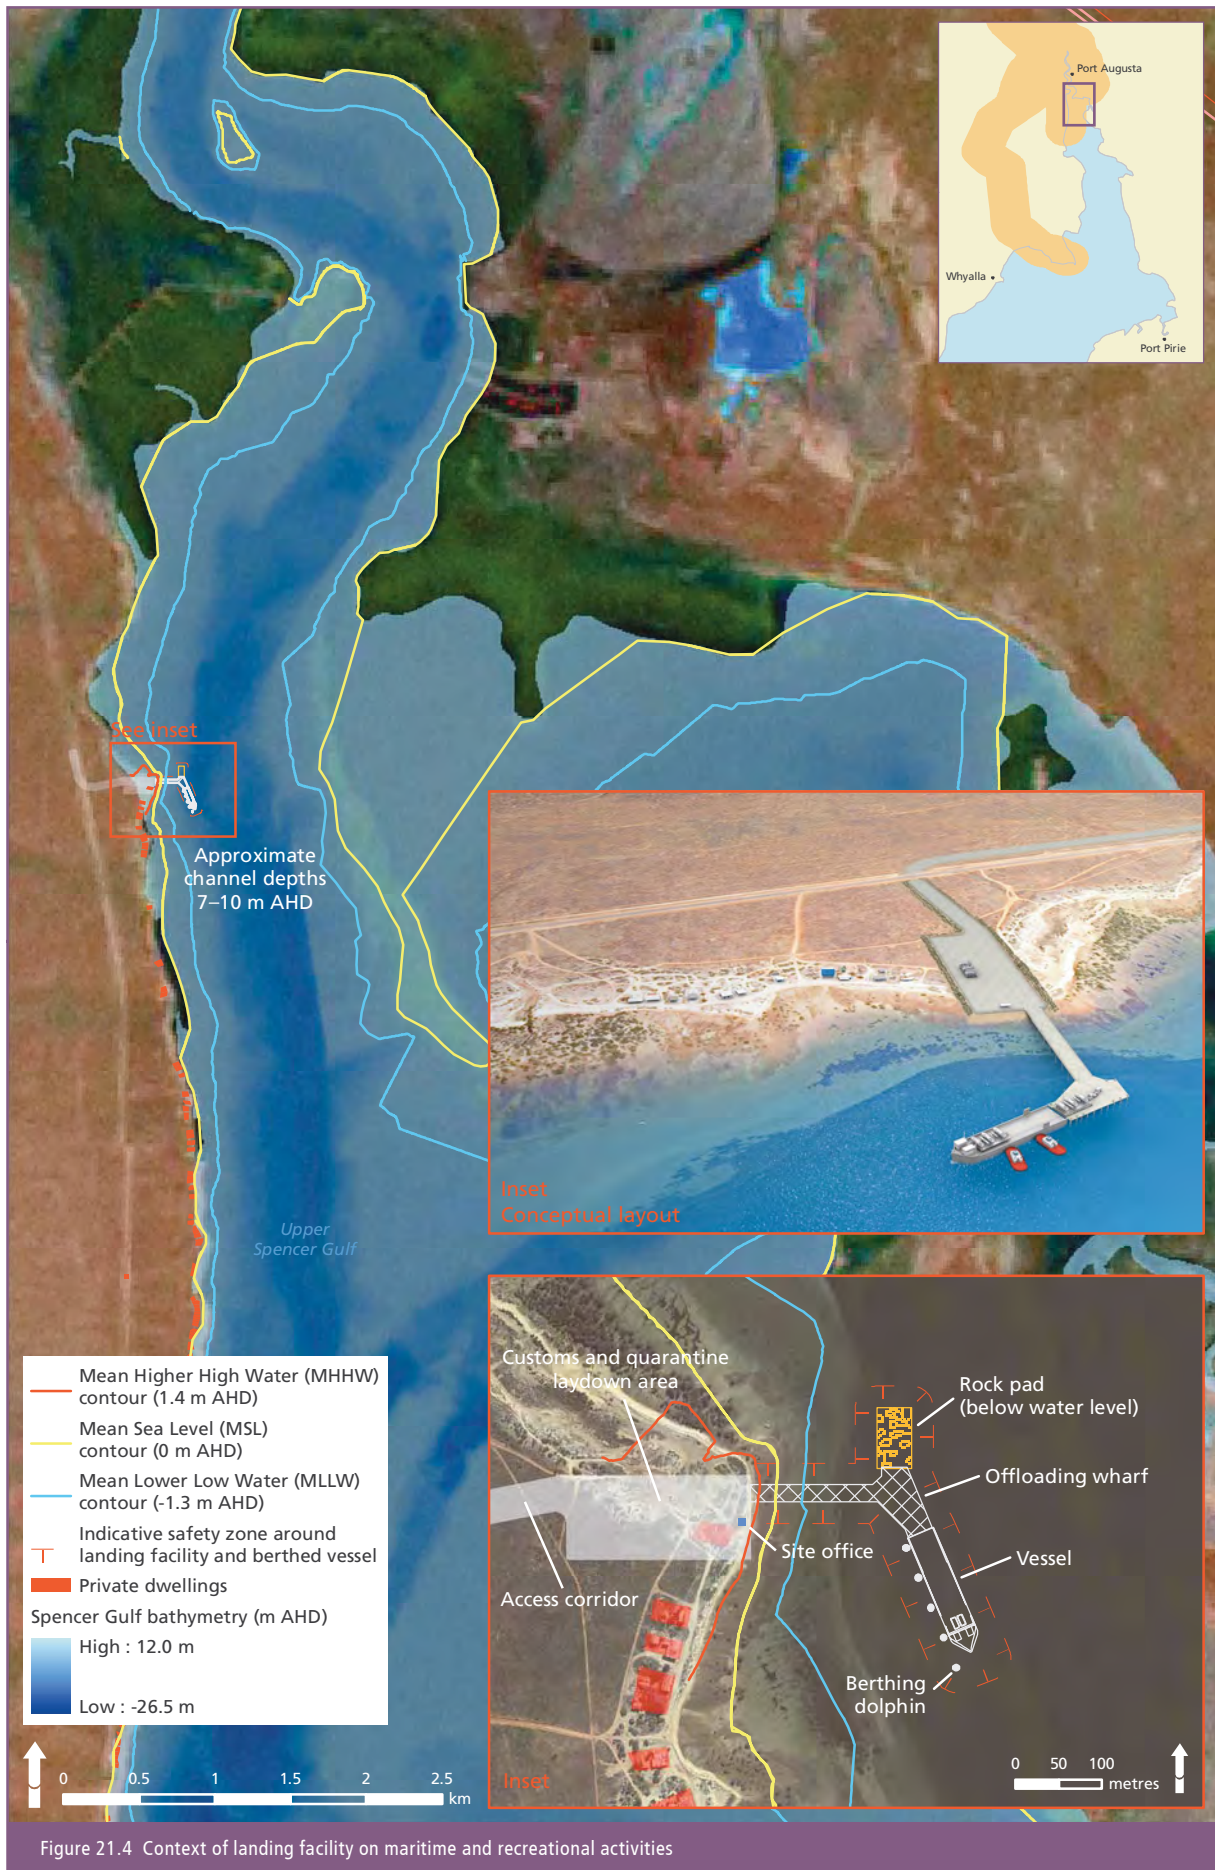 Port Augusta
Whyalla
Port Pirie
See inset
Approximate
channel depths
7–10 m AHD
Inset
Conceptual layout
Upper
Spencer Gulf
Mean Higher High Water (MHHW)
contour (1.4 m AHD)
Mean Sea Level (MSL)
contour (0 m AHD)
Mean Lower Low Water (MLLW)
contour (-1.3 m AHD)
Indicative safety zone around
landing facility and berthed vessel
Private dwellings
Spencer Gulf bathymetry (m AHD)
High : 12.0 m
Low : -26.5 m
0 0.5 1 1.5 2 2.5
km
Customs and quarantine
laydown area
Rock pad
(below water level)
Offloading wharf
Site office
Vessel
Access corridor
Berthing
dolphin
Inset
0 50 100
metres
Figure 21.4 Context of landing facility on maritime and recreational activities